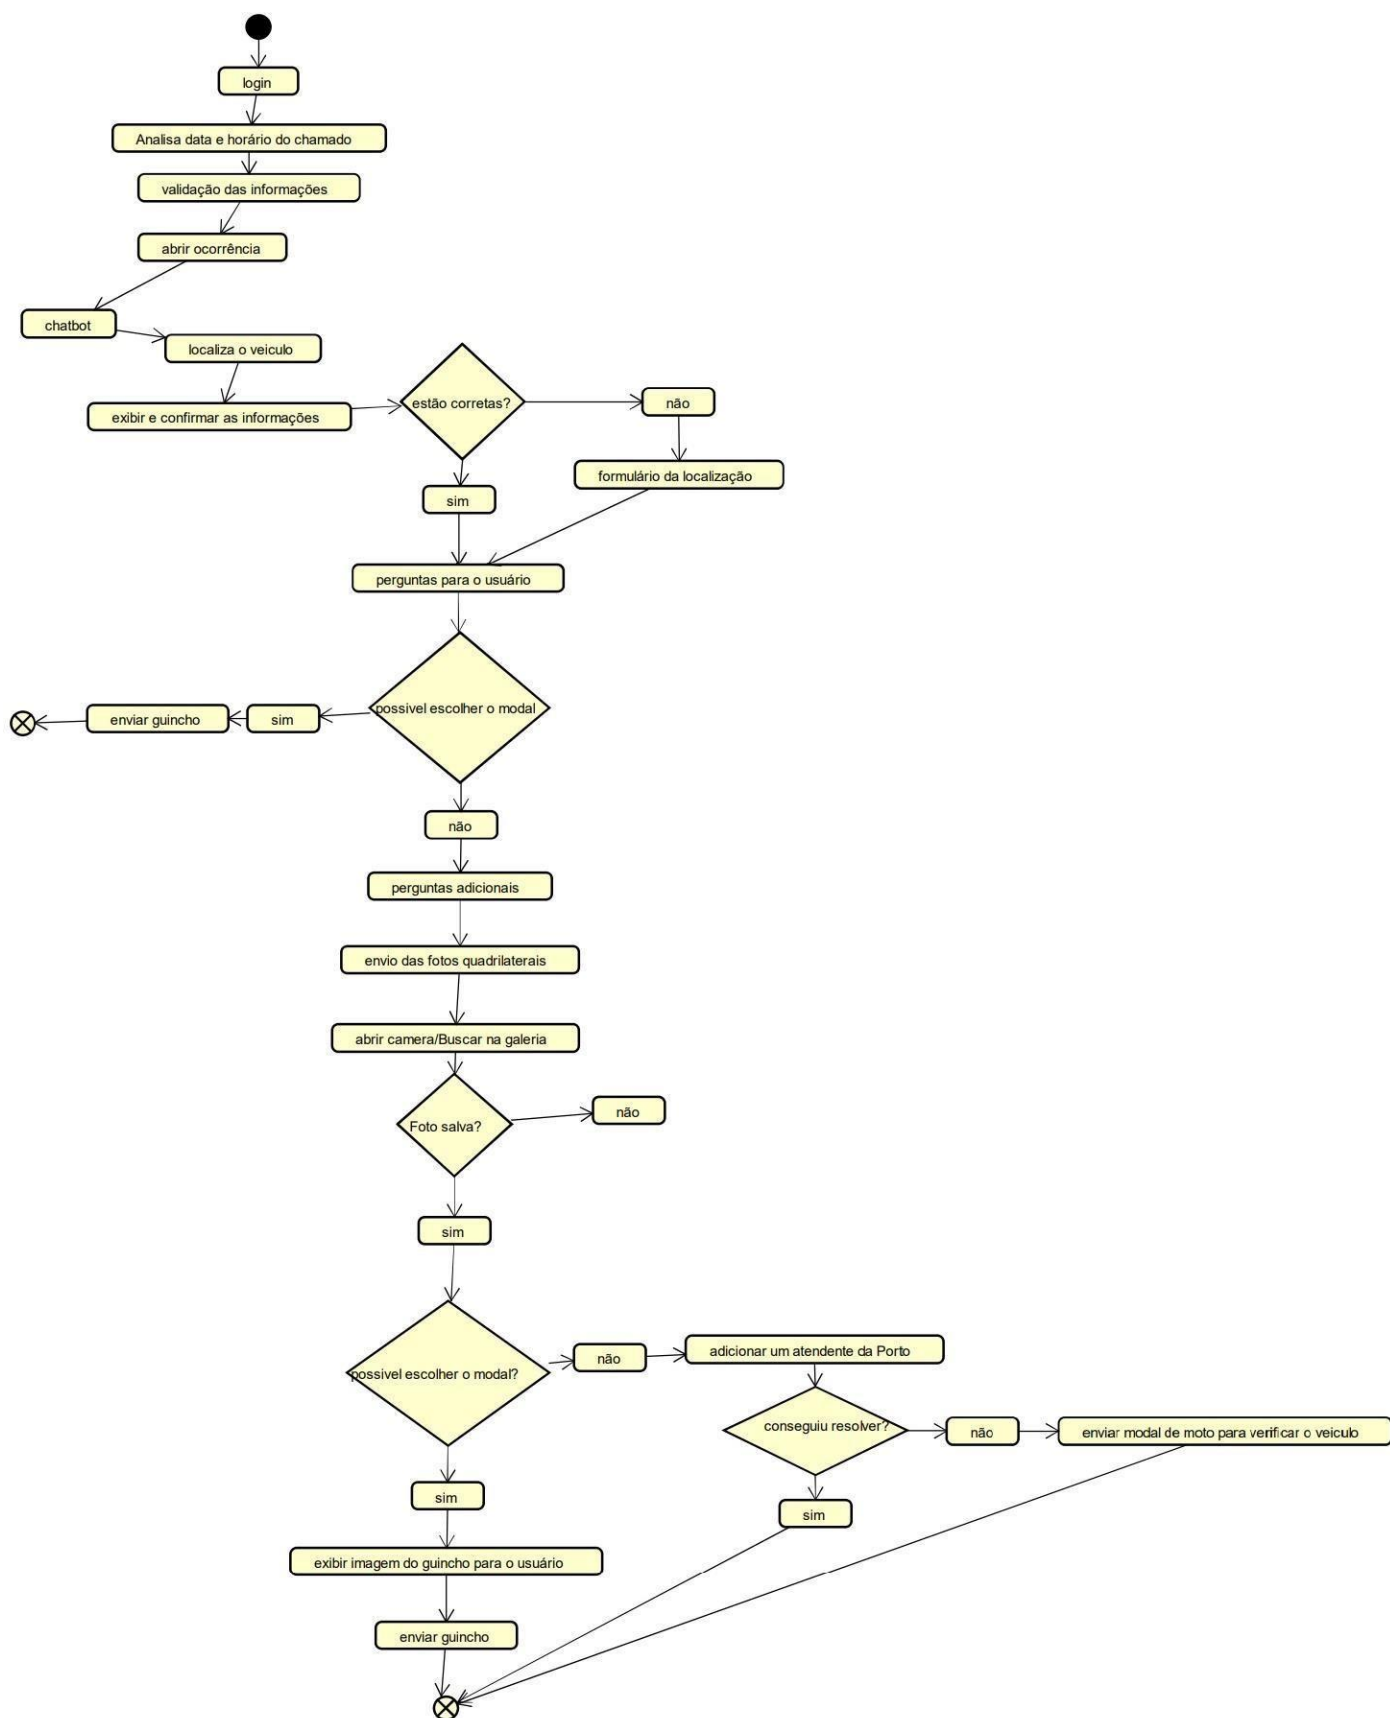 login
Analisa data e horário do chamado
validação das informações
abrir ocorrência
chatbot
localiza o veiculo
exibir e confirmar as informações
estão corretas?
não
formulário da localização
sim
perguntas para o usuário
possivel escolher o modal
sim
enviar guincho
não
perguntas adicionais
envio das fotos quadrilaterais
abrir camera/Buscar na galeria
Foto salva?
não
sim
possivel escolher o modal?
não
adicionar um atendente da Porto
conseguiu resolver?
não
enviar modal de moto para verificar o veiculo
sim
sim
exibir imagem do guincho para o usuário
enviar guincho